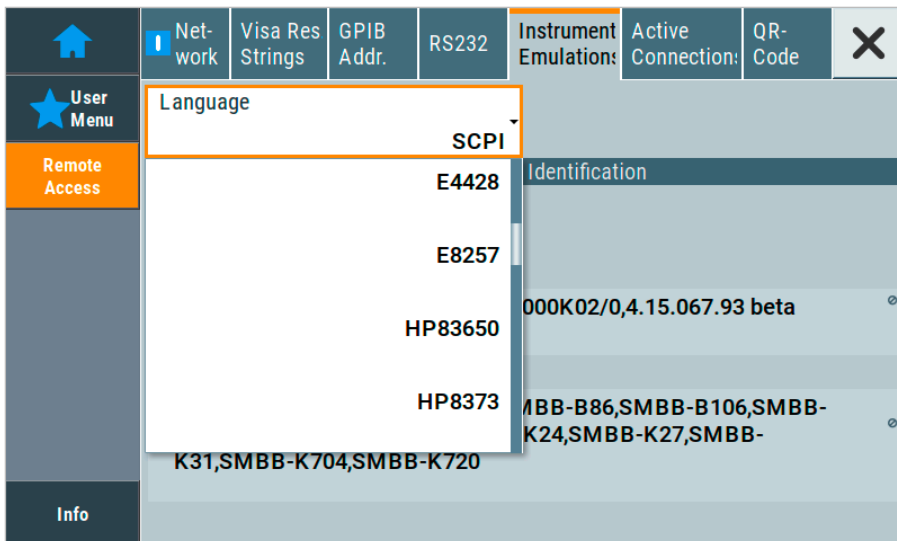 Net-
work
Visa Res
Strings
GPIB
Addr.
RS232
Instrument
Emulations
Active
Connection
QR-
Code
User
Menu
Remote
Access
Info
Language
SCPI
E4428
E8257
HP83650
HP8373
Identification
000K02/0,4.15.067.93 beta
MBB-B86,SMBB-B106,SMBB-
K24,SMBB-K27,SMBB-
K31,SMBB-K704,SMBB-K720